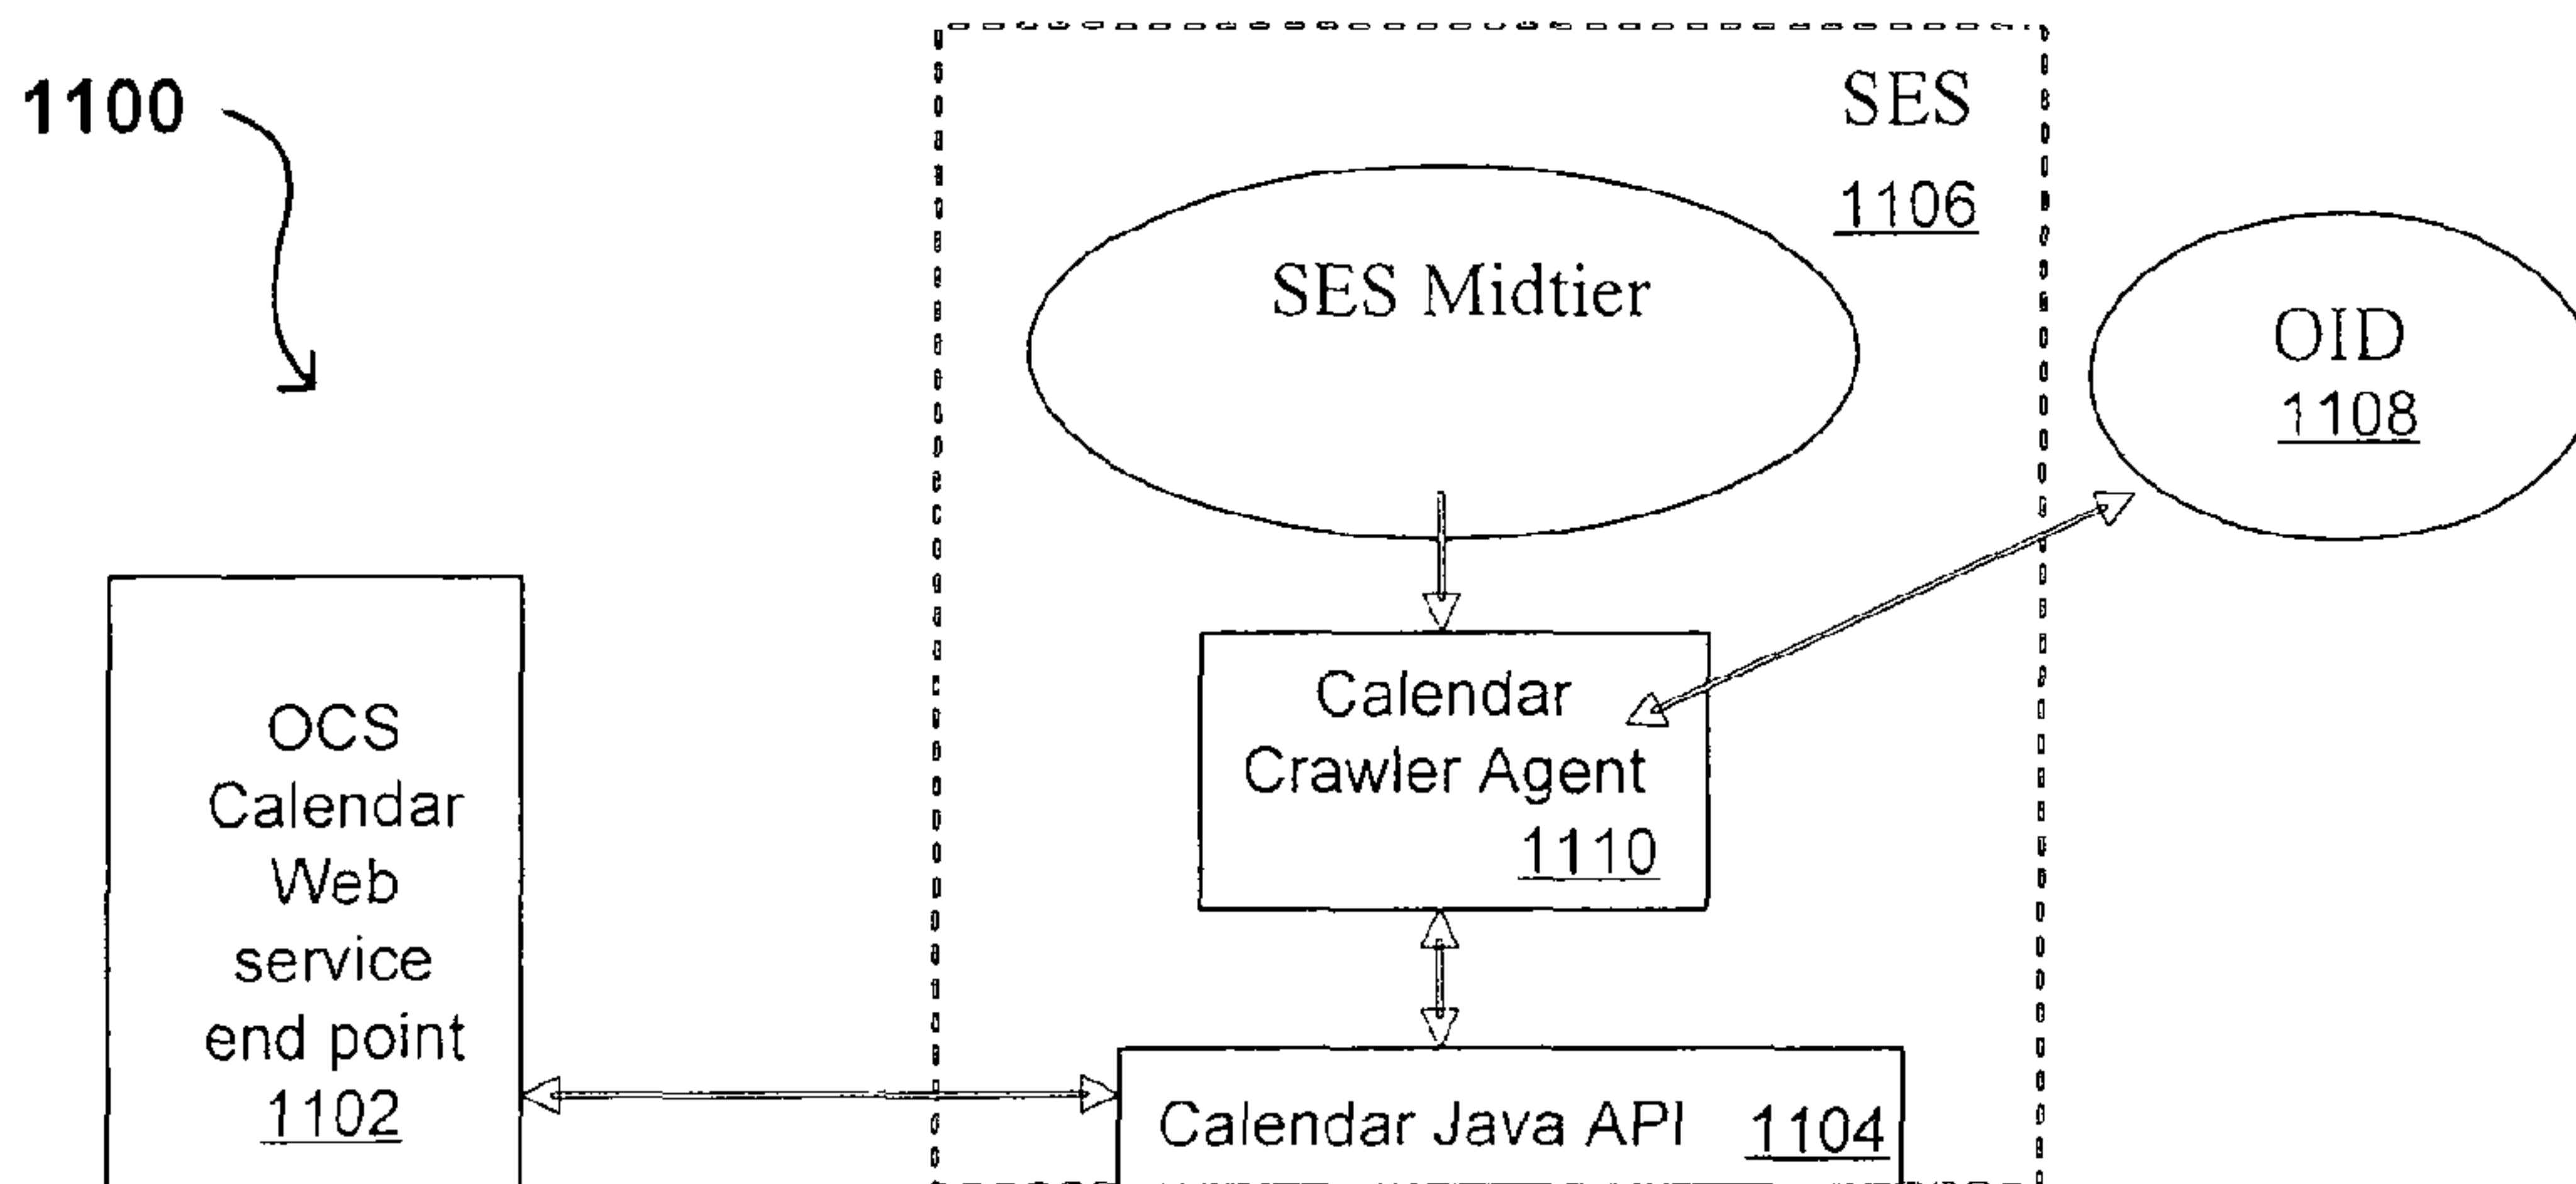 1100
SES
1106
SES Midtier
OID
1108
Calendar
Crawler Agent
1110
OCS
Calendar
Web
service
end point
1102
Calendar Java API 1104